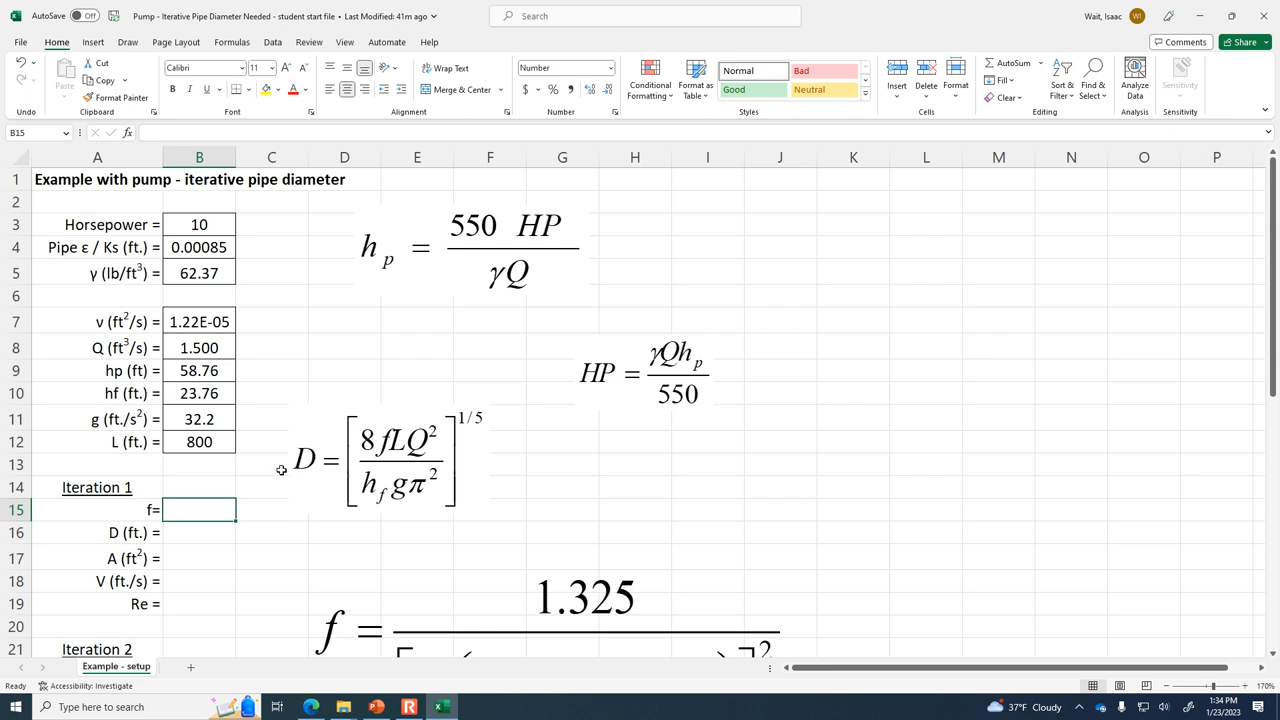 AutoSave Off Pump - Iterative Pipe Diameter Needed - student start file • Last Modified: 41m ago Search Wait, Isaac WI
File Home Insert Draw Page Layout Formulas Data Review View Automate Help Comments Share
Paste Cut Copy Format Painter
Calibri 11
B I U A
Wrap Text
Merge & Center
Number
$ % 9
Conditional Formatting Format as Table
Normal Bad
Good Neutral
Insert Delete Format
AutoSum Fill Clear
Sort & Filter Find & Select
Analyze Data Sensitivity
Undo Clipboard Font Alignment Number Styles Cells Editing Analysis Sensitivity
B15 fx
A B C D E F G H I J K L M N O P
1 Example with pump - iterative pipe diameter
2
3 Horsepower = 10
4 Pipe ε / Ks (ft.) = 0.00085
5 γ (lb/ft³) = 62.37
6
7 ν (ft²/s) = 1.22E-05
8 Q (ft³/s) = 1.500
9 hp (ft) = 58.76
10 hf (ft.) = 23.76
11 g (ft./s²) = 32.2
12 L (ft.) = 800
13
14 Iteration 1
15 f=
16 D (ft.) =
17 A (ft²) =
18 V (ft./s) =
19 Re =
20
21 Iteration 2
h p = 550 HP / γQ
HP = γQh p / 550
D = [ 8 fLQ² / h f gπ² ] 1/5
f = 1.325 / [ ( ) ]²
Example - setup
Ready Accessibility: Investigate 170%
Type here to search 37°F Cloudy 1:34 PM
1/23/2023